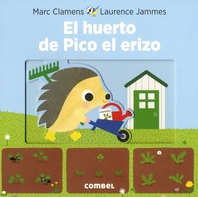 Marc Clamens Laurence Jammes
El huerto
de Pico el erizo
COMBEL